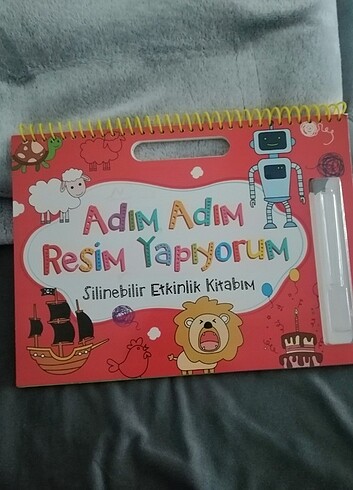 Adım Adım
Resim Yapıyorum
Silinebilir Etkinlik Kitabım